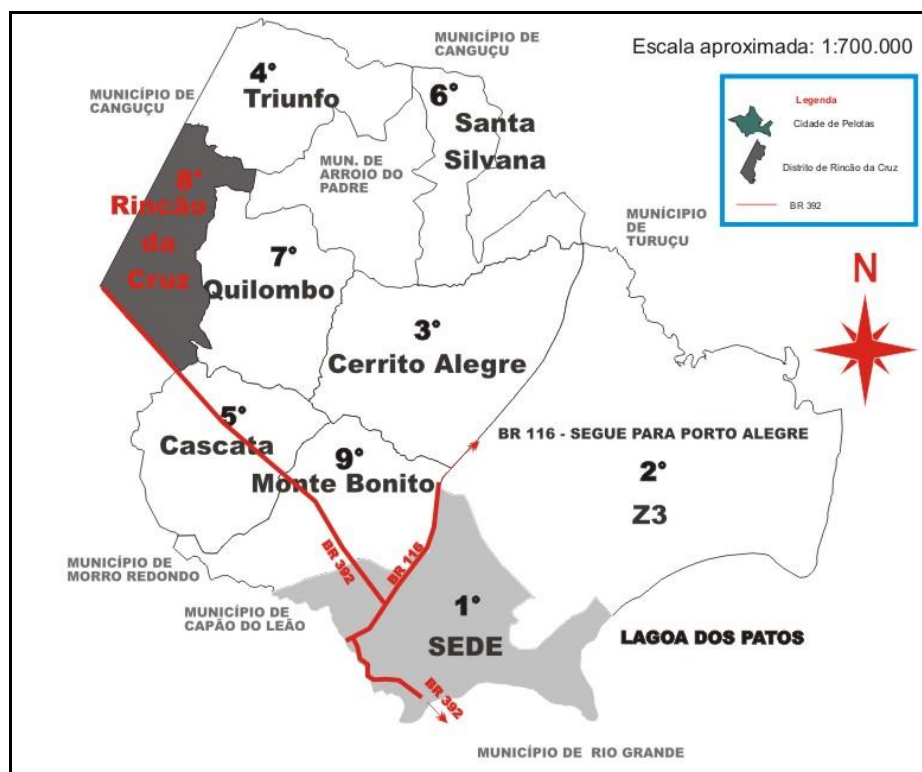 MUNICÍPIO DE
CANGUÇU
Escala aproximada: 1:700.000
4°
Triunfo
6°
Santa
Silvana
MUNICÍPIO DE
CANGUÇU
Legenda
Cidade de Pelotas
Distrito de Rincão da Cruz
BR 392
MUN. DE
ARROIO DO
PADRE
8°
Rincão
da
Cruz
MUNÍCIPIO
DE
TURUÇU
7°
Quilombo
N
3°
Cerrito Alegre
5°
Cascata
BR 116 - SEGUE PARA PORTO ALEGRE
9°
Monte Bonito
2°
Z3
BR 392
BR 116
MUNICÍPIO DE
MORRO REDONDO
MUNICÍPIO DE
CAPÃO DO LEÃO
1°
SEDE
LAGOA DOS PATOS
BR 392
MUNICÍPIO DE RIO GRANDE